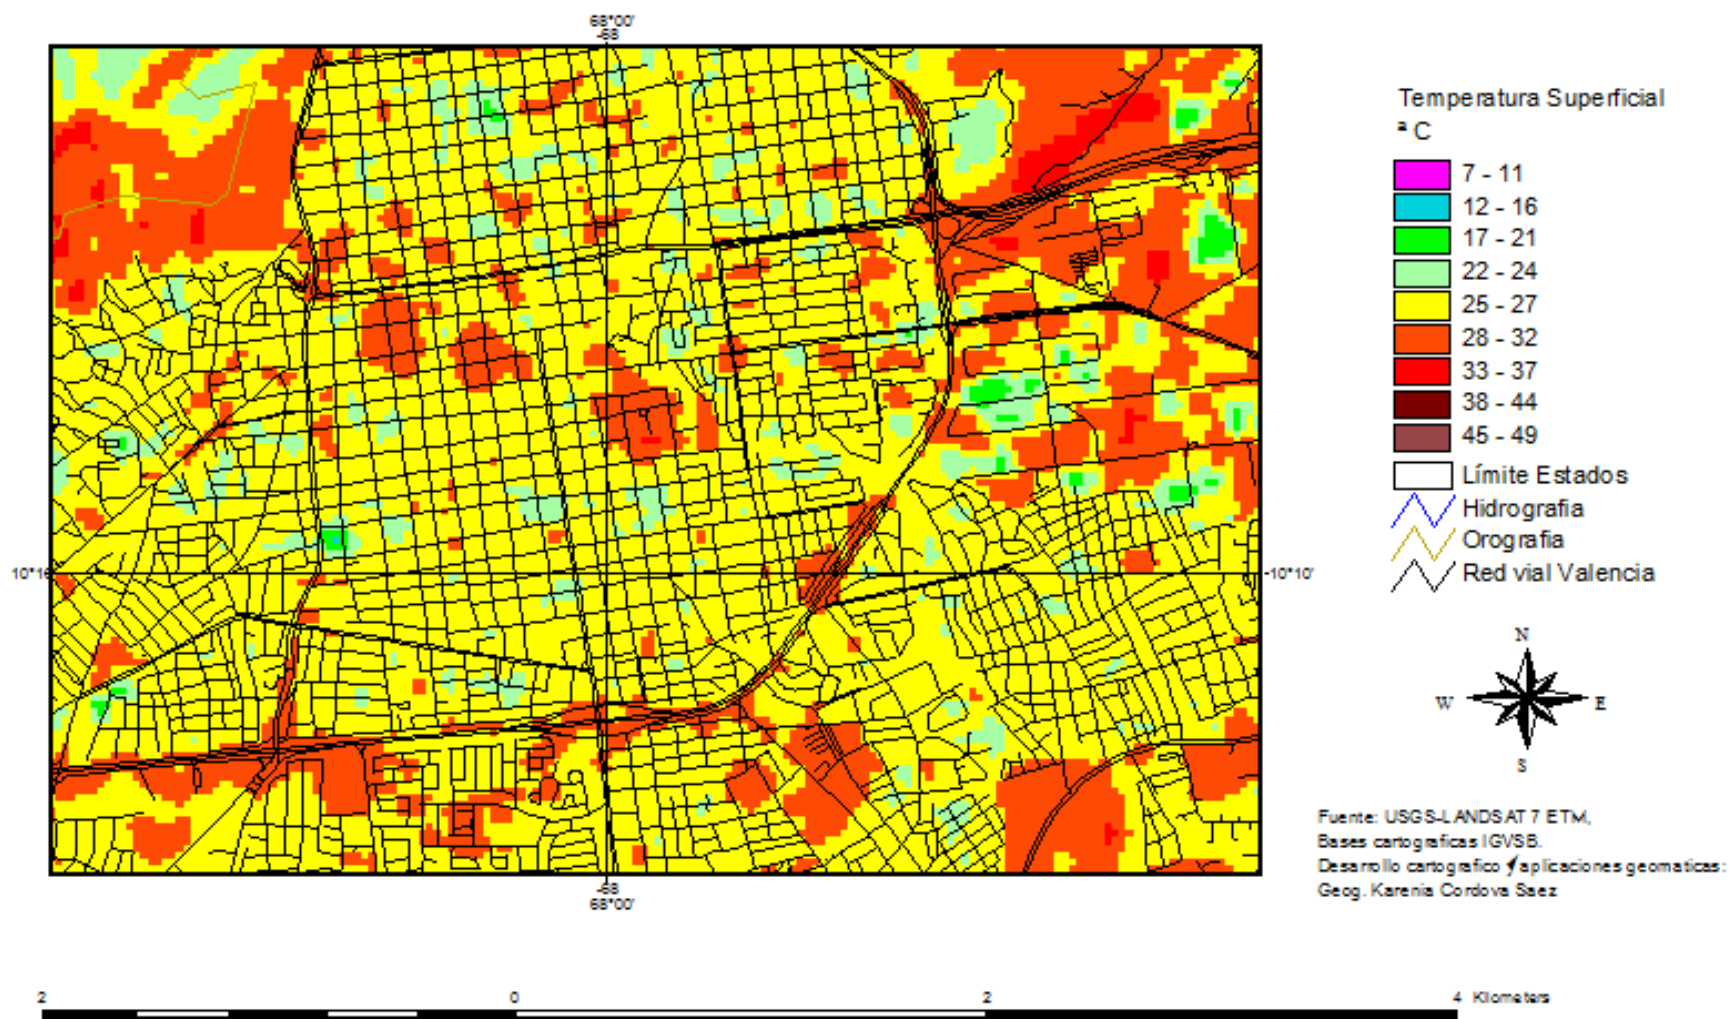 68°00'
-68
Temperatura Superficial
ª C
7 - 11
12 - 16
17 - 21
22 - 24
25 - 27
28 - 32
33 - 37
38 - 44
45 - 49
Límite Estados
Hidrografia
Orografia
Red vial Valencia
10°10
-10°10'
N
W
E
S
Fuente: USGS-LANDSAT 7 ETM,
Bases cartograficas IGVSB.
Desarrollo cartografico y aplicaciones geomaticas:
Geog. Karenia Cordova Saez
-68
68°00'
2 0 2 4 Kilometers